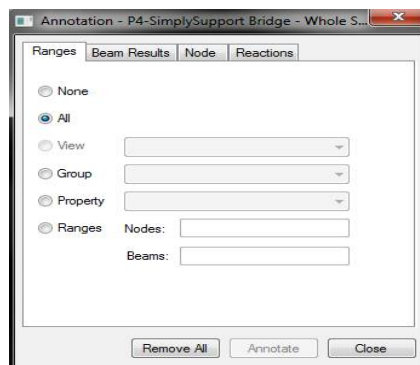 Annotation - P4-SimplySupport Bridge - Whole S...
Ranges Beam Results Node Reactions
None
All
View
Group
Property
Ranges Nodes:
Beams:
Remove All Annotate Close